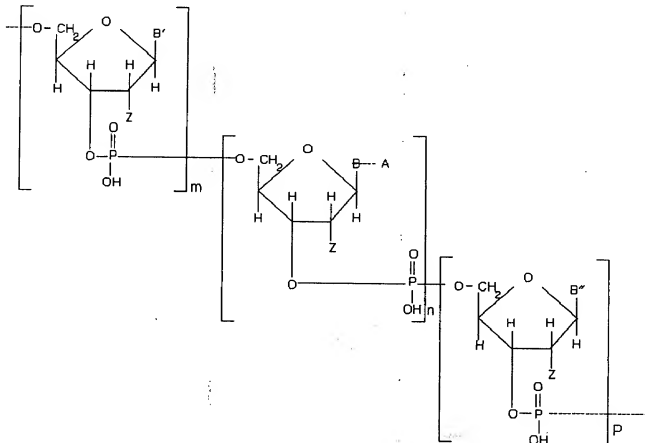 O
O-CH2 B'
H H
H H
Z
O
O-P
OH m
O-CH2 O B-A
H H
H H
Z
O
O P
OH n
O-CH2 O B"
H H
H H
Z
O
O-P
OH P